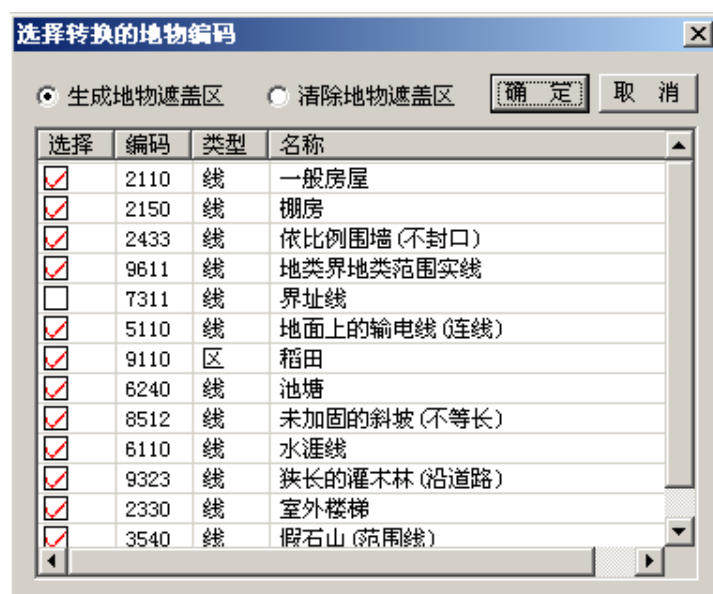 选择转换的地物编码
生成地物遮盖区 清除地物遮盖区 确 定 取 消
选择 编码 类型 名称
2110 线 一般房屋
2150 线 棚房
2433 线 依比例围墙(不封口)
9611 线 地类界地类范围实线
7311 线 界址线
5110 线 地面上的输电线(连线)
9110 区 稻田
6240 线 池塘
8512 线 未加固的斜坡(不等长)
6110 线 水涯线
9323 线 狭长的灌木林(沿道路)
2330 线 室外楼梯
3540 线 假石山(范围线)